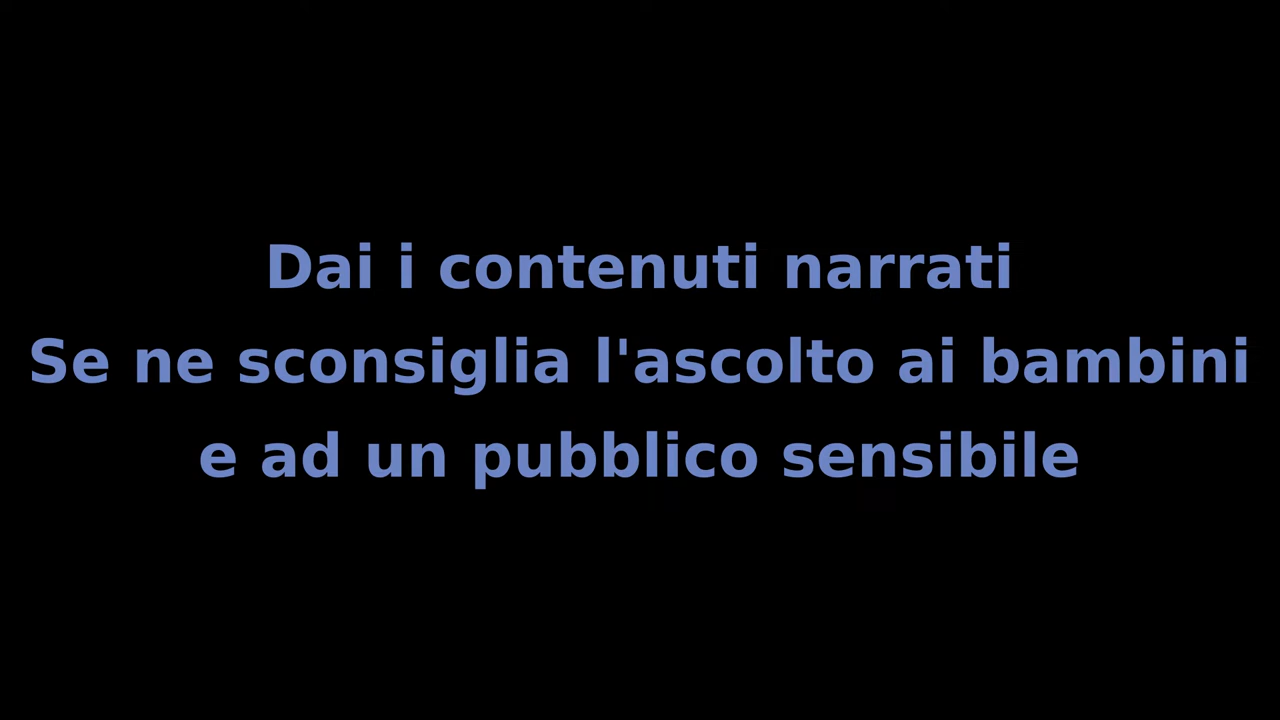 Dai i contenuti narrati
Se ne sconsiglia l'ascolto ai bambini
e ad un pubblico sensibile